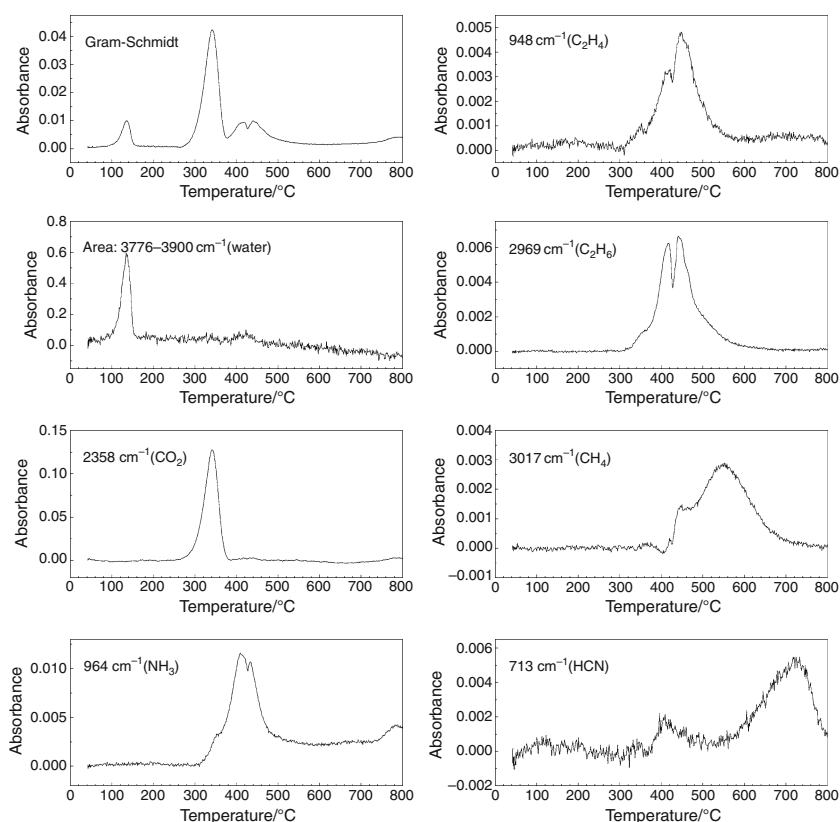 Gram-Schmidt
Absorbance
0.04
0.03
0.02
0.01
0.00
0 100 200 300 400 500 600 700 800
Temperature/°C
948 cm⁻¹(C₂H₄)
Absorbance
0.005
0.004
0.003
0.002
0.001
0.000
0 100 200 300 400 500 600 700 800
Temperature/°C
Area: 3776–3900 cm⁻¹(water)
Absorbance
0.8
0.6
0.4
0.2
0.0
0 100 200 300 400 500 600 700 800
Temperature/°C
2969 cm⁻¹(C₂H₆)
Absorbance
0.006
0.004
0.002
0.000
0 100 200 300 400 500 600 700 800
Temperature/°C
2358 cm⁻¹(CO₂)
Absorbance
0.15
0.10
0.05
0.00
0 100 200 300 400 500 600 700 800
Temperature/°C
3017 cm⁻¹(CH₄)
Absorbance
0.004
0.003
0.002
0.001
0.000
−0.001
0 100 200 300 400 500 600 700 800
Temperature/°C
964 cm⁻¹(NH₃)
Absorbance
0.010
0.005
0.000
0 100 200 300 400 500 600 700 800
Temperature/°C
713 cm⁻¹(HCN)
Absorbance
0.006
0.004
0.002
0.000
−0.002
0 100 200 300 400 500 600 700 800
Temperature/°C